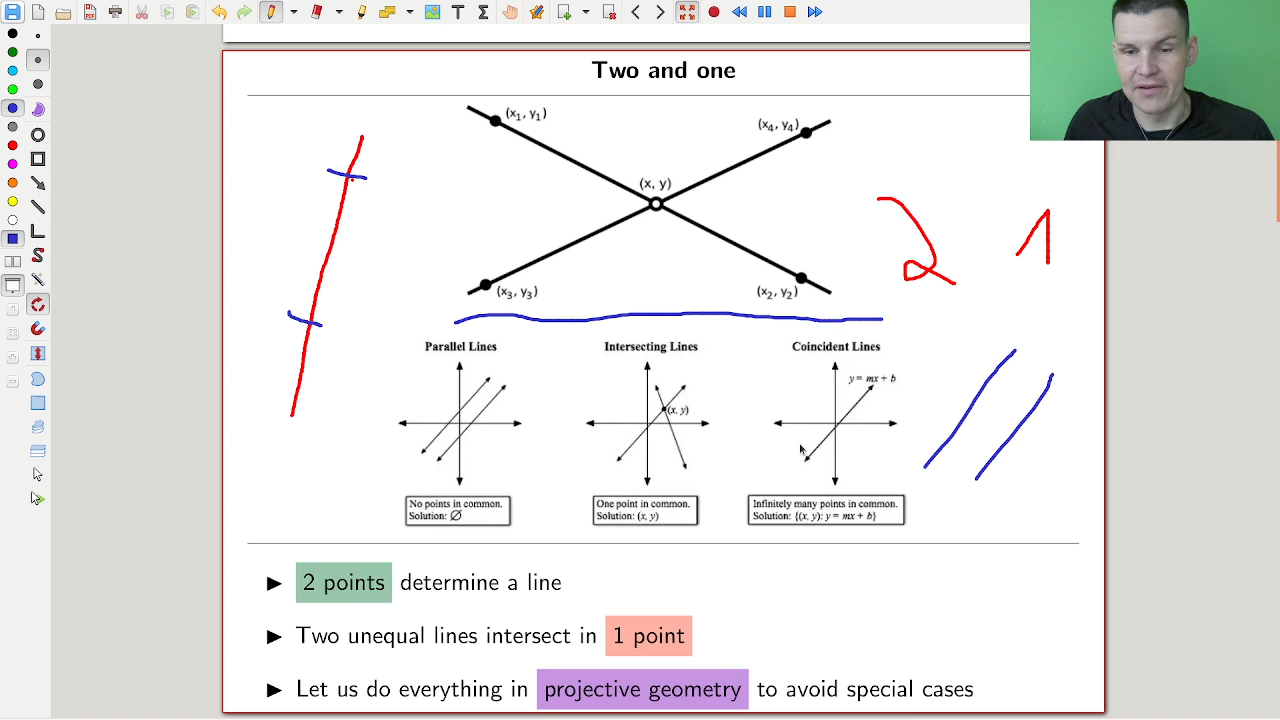 Two and one
(x₁, y₁)
(x₄, y₄)
(x, y)
(x₃, y₃)
(x₂, y₂)
2 1
Parallel Lines
Intersecting Lines
Coincident Lines
y = mx + b
(x, y)
No points in common.
Solution: ∅
One point in common.
Solution: (x, y)
Infinitely many points in common.
Solution: {(x, y): y = mx + b}
▶ 2 points determine a line
▶ Two unequal lines intersect in 1 point
▶ Let us do everything in projective geometry to avoid special cases